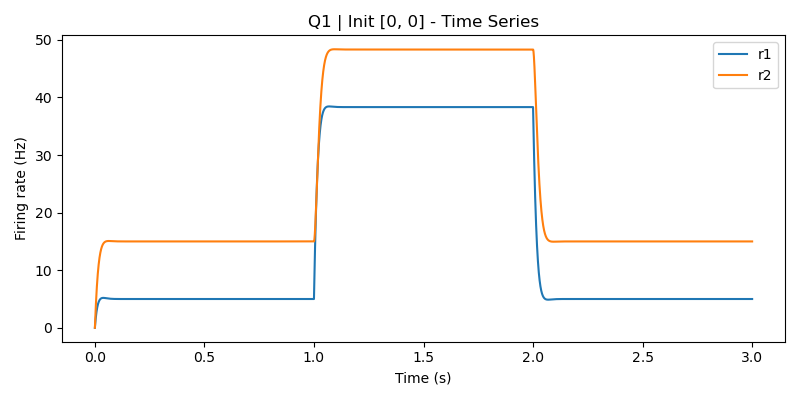 Q1 | Init [0, 0] - Time Series
Firing rate (Hz)
50
40
30
20
10
0
r1
r2
0.0 0.5 1.0 1.5 2.0 2.5 3.0
Time (s)